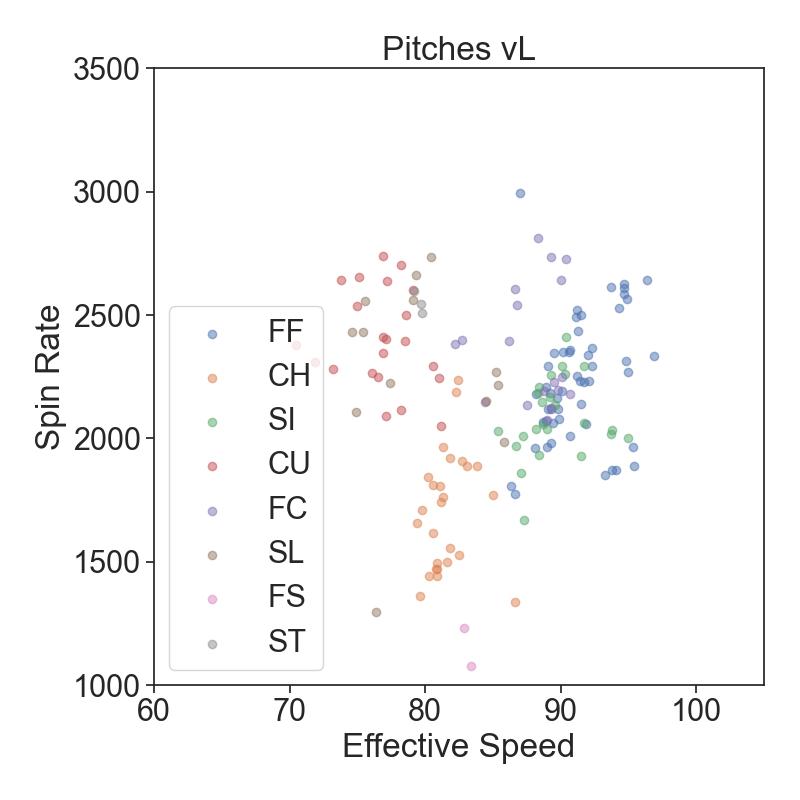 Pitches vL
3500
3000
2500
2000
1500
1000
Spin Rate
FF
CH
SI
CU
FC
SL
FS
ST
60
70
80
90
100
Effective Speed